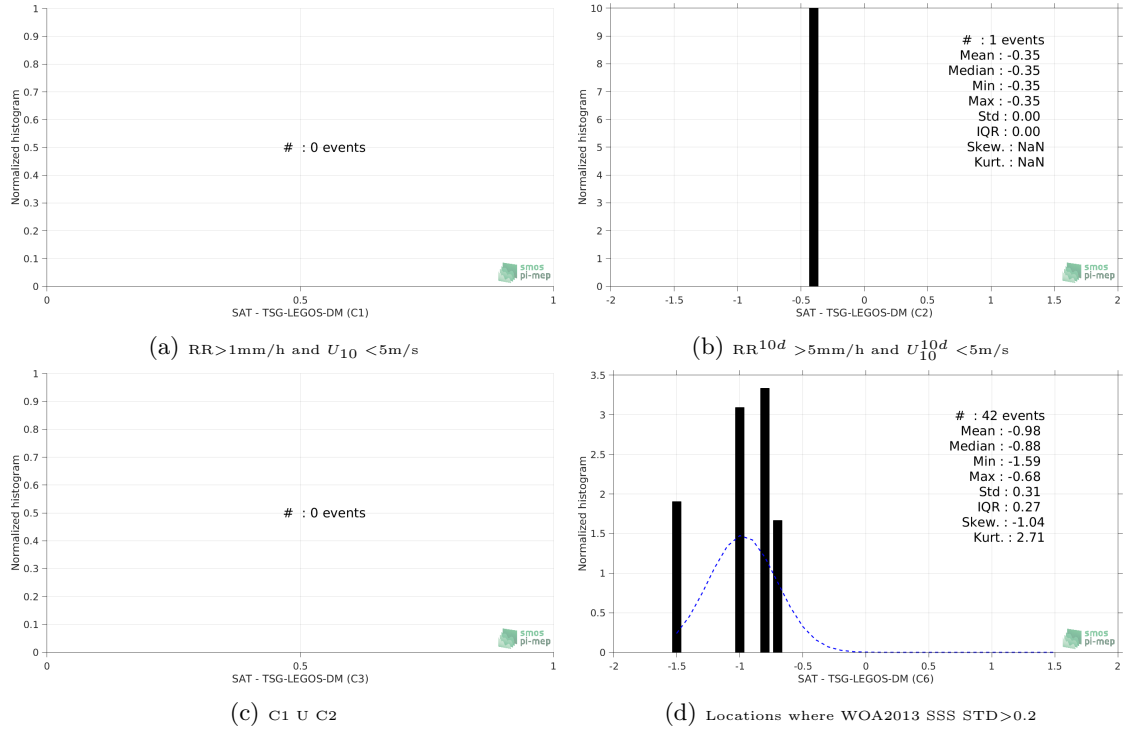 1
0.9
0.8
0.7
0.6
0.5
0.4
0.3
0.2
0.1
0
Normalized histogram
# : 0 events
smos
pi-mep
0 0.5 1
SAT - TSG-LEGOS-DM (C1)
(a) RR>1mm/h and U10 <5m/s
10
9
8
7
6
5
4
3
2
1
0
Normalized histogram
# : 1 events
Mean : -0.35
Median : -0.35
Min : -0.35
Max : -0.35
Std : 0.00
IQR : 0.00
Skew. : NaN
Kurt. : NaN
smos
pi-mep
-2 -1.5 -1 -0.5 0 0.5 1 1.5 2
SAT - TSG-LEGOS-DM (C2)
(b) RR10d >5mm/h and U10d10 <5m/s
1
0.9
0.8
0.7
0.6
0.5
0.4
0.3
0.2
0.1
0
Normalized histogram
# : 0 events
smos
pi-mep
0 0.5 1
SAT - TSG-LEGOS-DM (C3)
(c) C1 U C2
3.5
3
2.5
2
1.5
1
0.5
0
Normalized histogram
# : 42 events
Mean : -0.98
Median : -0.88
Min : -1.59
Max : -0.68
Std : 0.31
IQR : 0.27
Skew. : -1.04
Kurt. : 2.71
smos
pi-mep
-2 -1.5 -1 -0.5 0 0.5 1 1.5 2
SAT - TSG-LEGOS-DM (C6)
(d) Locations where WOA2013 SSS STD>0.2